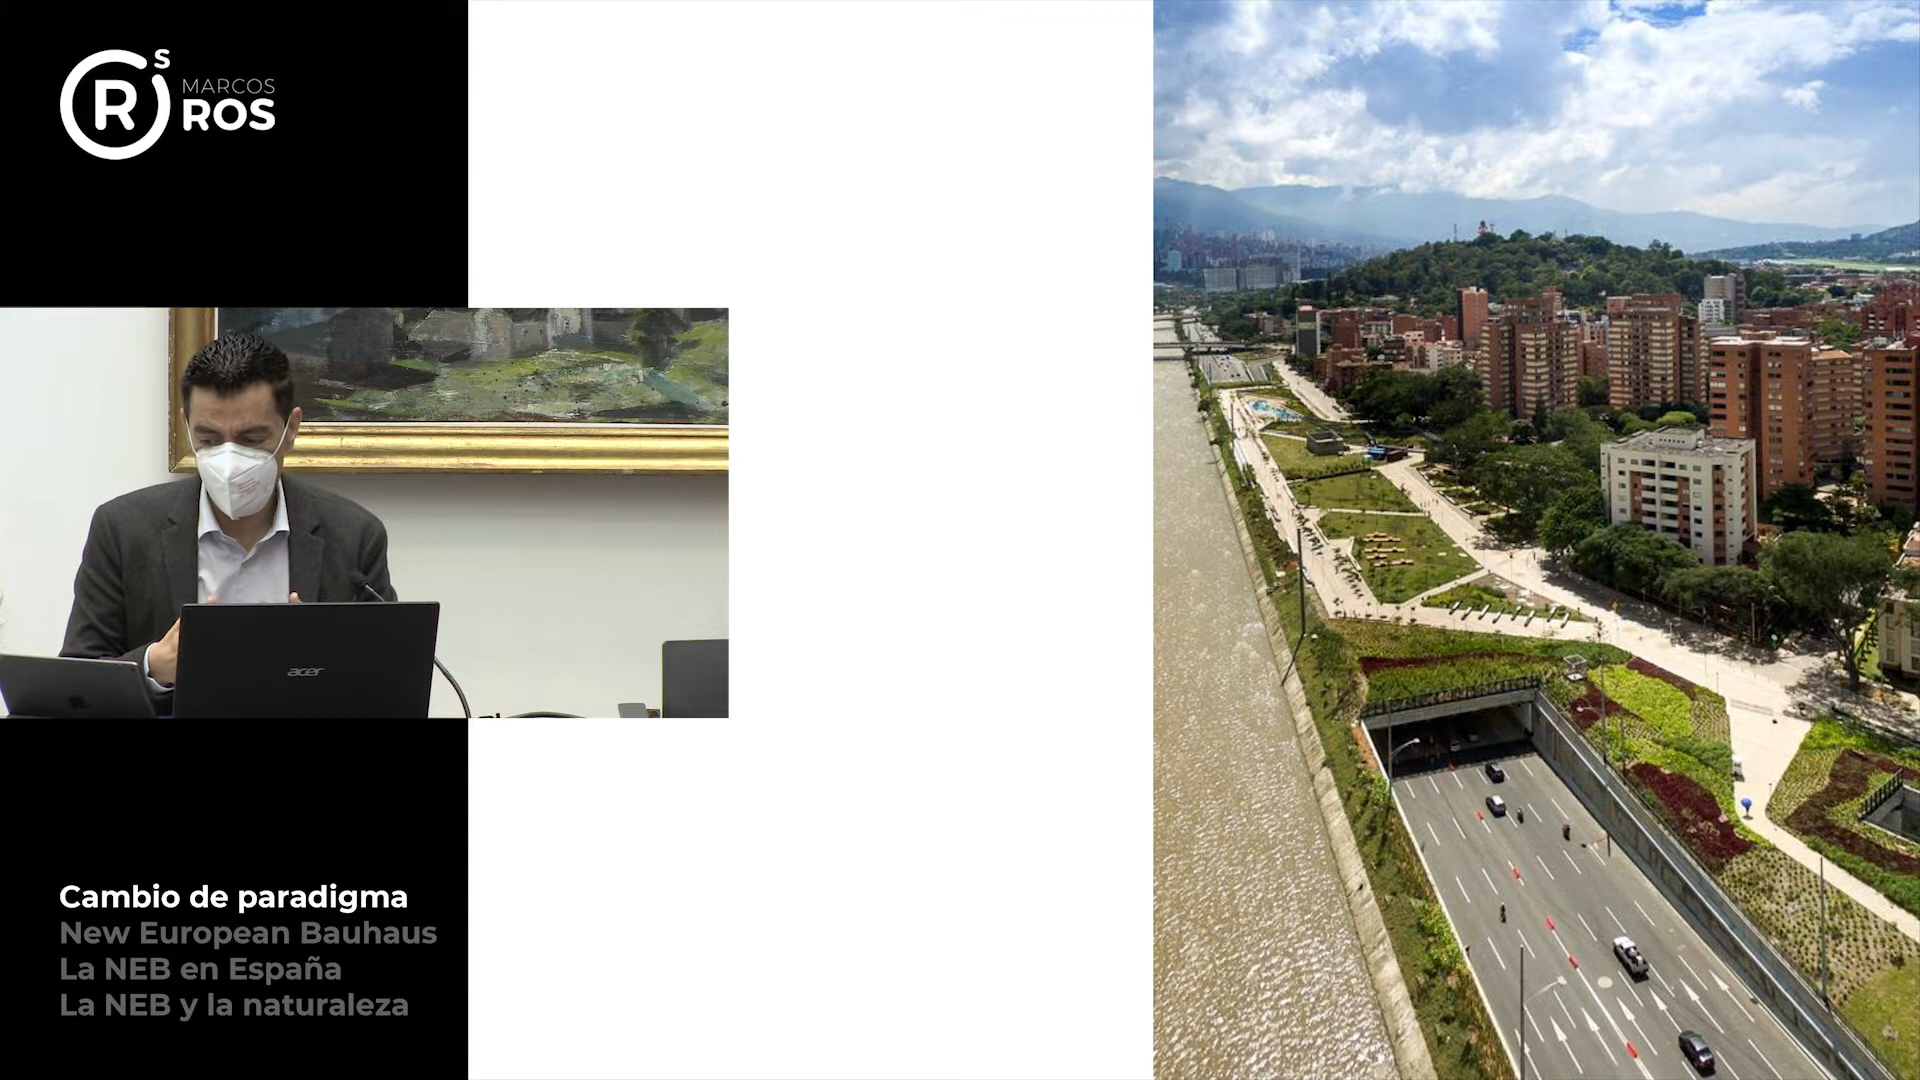 S
R
MARCOS
ROS
acer
Cambio de paradigma
New European Bauhaus
La NEB en España
La NEB y la naturaleza